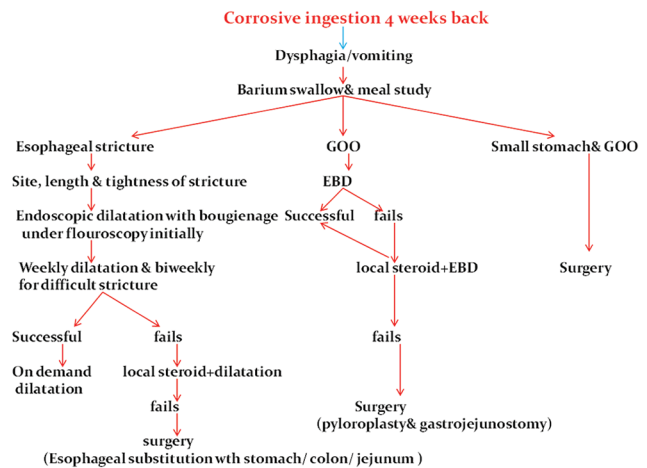 Corrosive ingestion 4 weeks back
Dysphagia/vomiting
Barium swallow& meal study
Esophageal stricture
GOO
Small stomach& GOO
Site, length & tightness of stricture
EBD
Endoscopic dilatation with bougienage
under flouroscopy initially
Successful
fails
Weekly dilatation & biweekly
for difficult stricture
local steroid+EBD
Surgery
Successful
fails
fails
On demand
dilatation
local steroid+dilatation
fails
Surgery
(pyloroplasty& gastrojejunostomy)
surgery
(Esophageal substitution wth stomach/ colon/ jejunum )